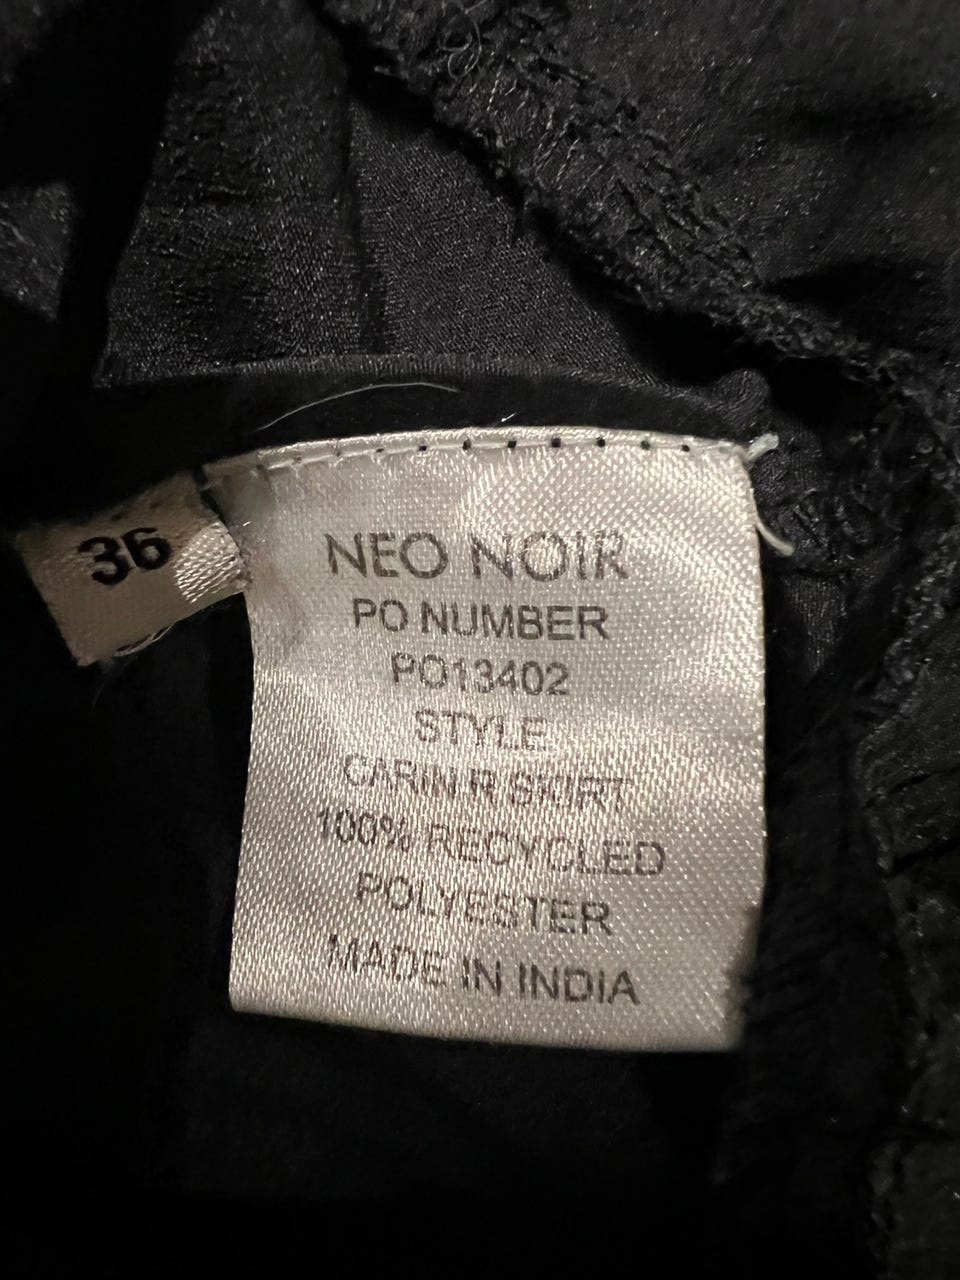 36
NEO NOIR
PO NUMBER
PO13402
STYLE
CARIN R SKIRT
100% RECYCLED
POLYESTER
MADE IN INDIA